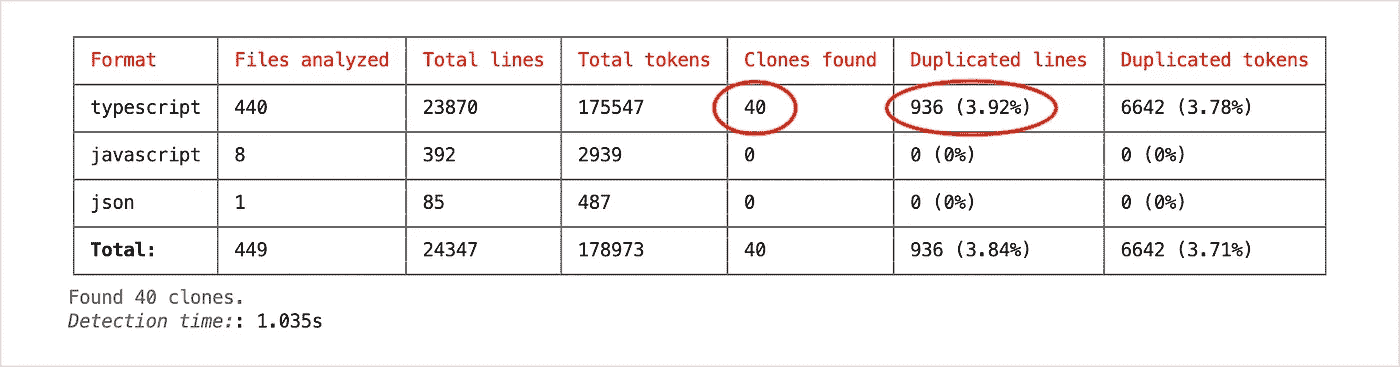 Format Files analyzed Total lines Total tokens Clones found Duplicated lines Duplicated tokens
typescript 440 23870 175547 40 936 (3.92%) 6642 (3.78%)
javascript 8 392 2939 0 0 (0%) 0 (0%)
json 1 85 487 0 0 (0%) 0 (0%)
Total: 449 24347 178973 40 936 (3.84%) 6642 (3.71%)
Found 40 clones.
Detection time:: 1.035s